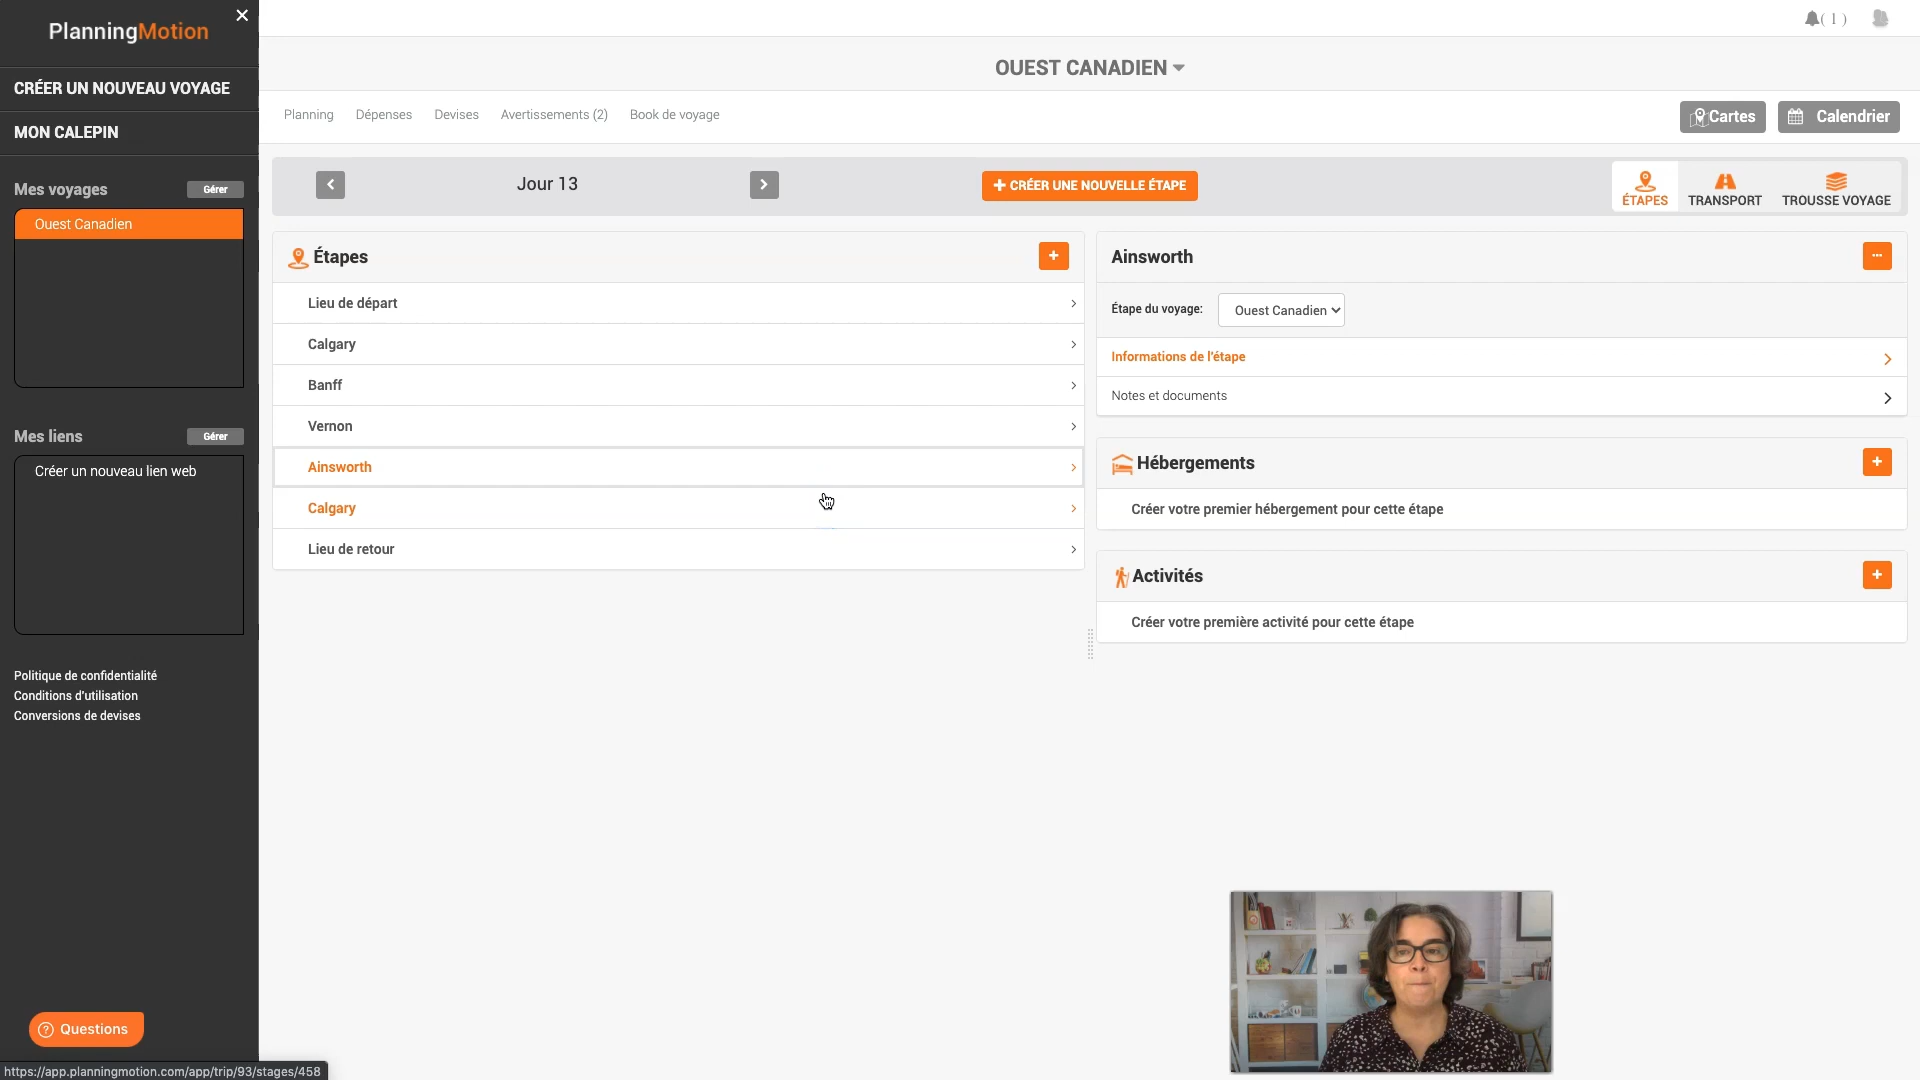 PlanningMotion
CRÉER UN NOUVEAU VOYAGE
MON CALEPIN
Mes voyages
Gérer
Ouest Canadien
Mes liens
Gérer
Créer un nouveau lien web
Politique de confidentialité
Conditions d'utilisation
Conversions de devises
Questions
https://app.planningmotion.com/app/trip/93/stages/458
( 1 )
OUEST CANADIEN
Planning Dépenses Devises Avertissements (2) Book de voyage
Cartes
Calendrier
Jour 13
CRÉER UNE NOUVELLE ÉTAPE
ÉTAPES
TRANSPORT
TROUSSE VOYAGE
Étapes
Lieu de départ
Calgary
Banff
Vernon
Ainsworth
Calgary
Lieu de retour
Ainsworth
Étape du voyage: Ouest Canadien
Informations de l'étape
Notes et documents
Hébergements
Créer votre premier hébergement pour cette étape
Activités
Créer votre première activité pour cette étape